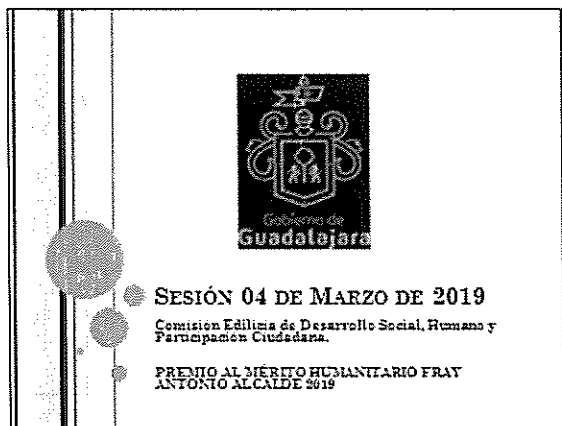 Gobierno de
Guadalajara
SESIÓN 04 DE MARZO DE 2019
Comisión Edilicia de Desarrollo Social, Humano y
Participación Ciudadana.
PREMIO AL MÉRITO HUMANITARIO FRAY
ANTONIO ALCALDE 2019